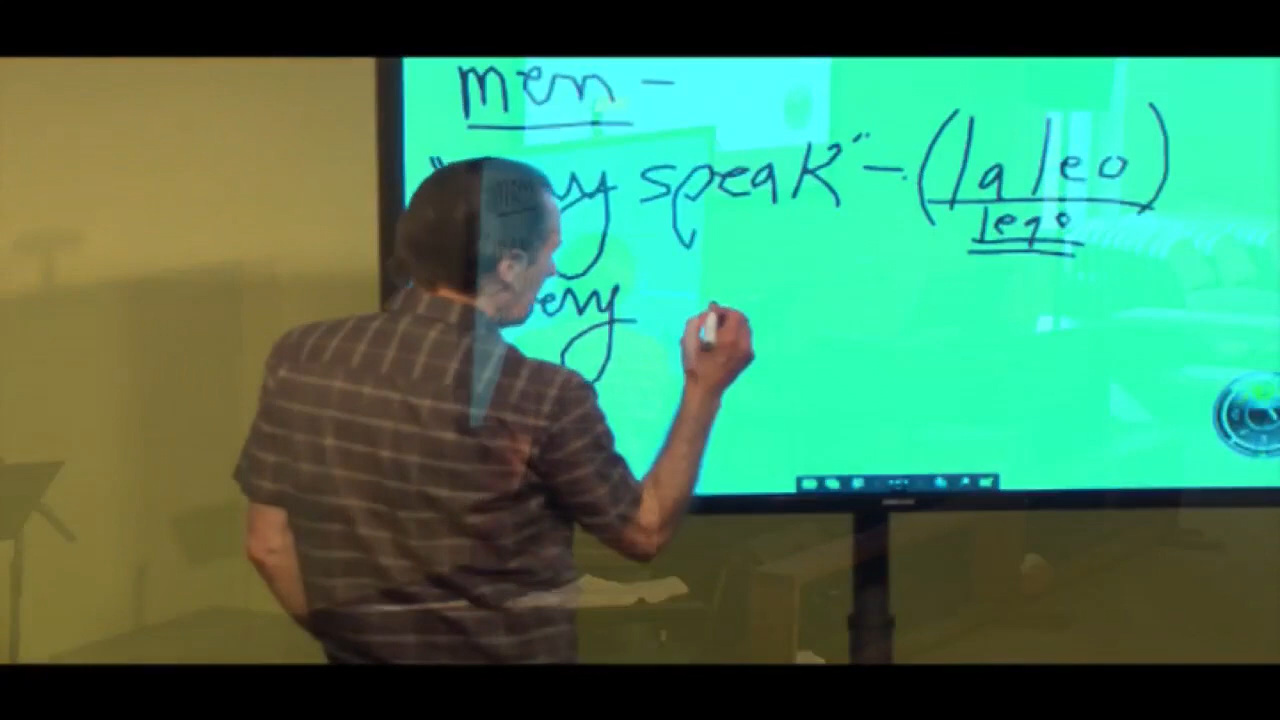 men -
speak" - (laleo)
lego